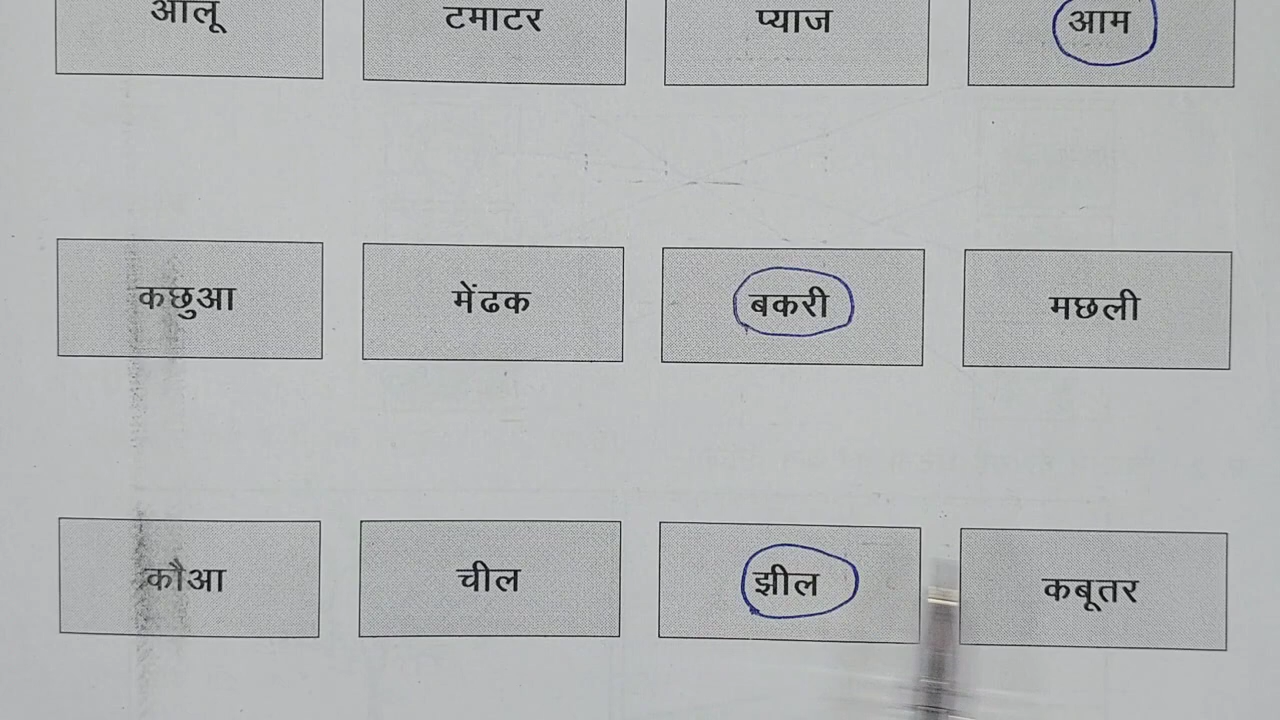 आलू टमाटर प्याज आम
कछुआ मेंढक बकरी मछली
कौआ चील झील कबूतर